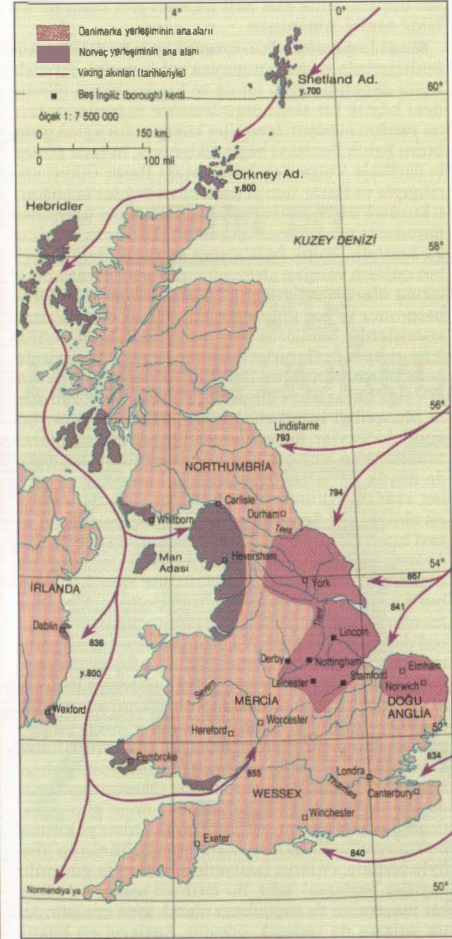 4°
0°
Danimarka yerleşiminin ana alanı
Norveç yerleşiminin ana alanı
Viking akınları (tarihleriyle)
Beş İngiliz (borough) kenti
ölçek 1: 7 500 000
0 150 km.
0 100 mil
Shetland Ad.
y.700
60°
Orkney Ad.
y.800
Hebridler
KUZEY DENİZİ
58°
56°
Lindisfarne
793
NORTHUMBRİA
794
Carlisle
Durham
Whitborn
Tees
Heversham
Man
Adası
54°
York
867
841
İRLANDA
Dablin
836
y.800
Lincoln
Derby
Nottingham
Elmham
Leicester
Stamford
Norwich
Severn
MERCİA
DOĞU
ANGLİA
Wexford
Hereford
Worcester
52°
Pembroke
855
834
Londra
Thames
Canterbury
WESSEX
Winchester
Exeter
840
Normandiya'ya
50°